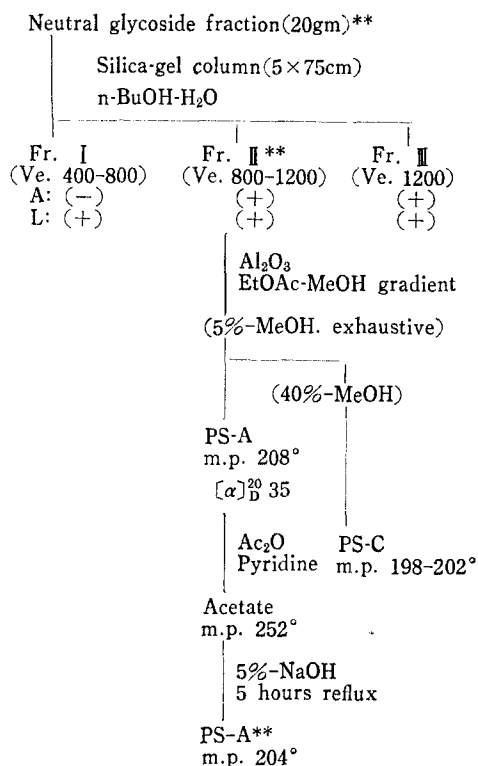 Neutral glycoside fraction(20gm)**
Silica-gel column(5×75cm)
n-BuOH-H₂O
Fr. Ⅰ Fr. Ⅱ** Fr. Ⅲ
(Ve. 400-800) (Ve. 800-1200) (Ve. 1200)
A: (−) (+) (+)
L: (+) (+) (+)
Al₂O₃
EtOAc-MeOH gradient
(5%-MeOH. exhaustive)
(40%-MeOH)
PS-A
m.p. 208°
[α]²⁰D 35
Ac₂O PS-C
Pyridine m.p. 198-202°
Acetate
m.p. 252°
5%-NaOH
5 hours reflux
PS-A**
m.p. 204°